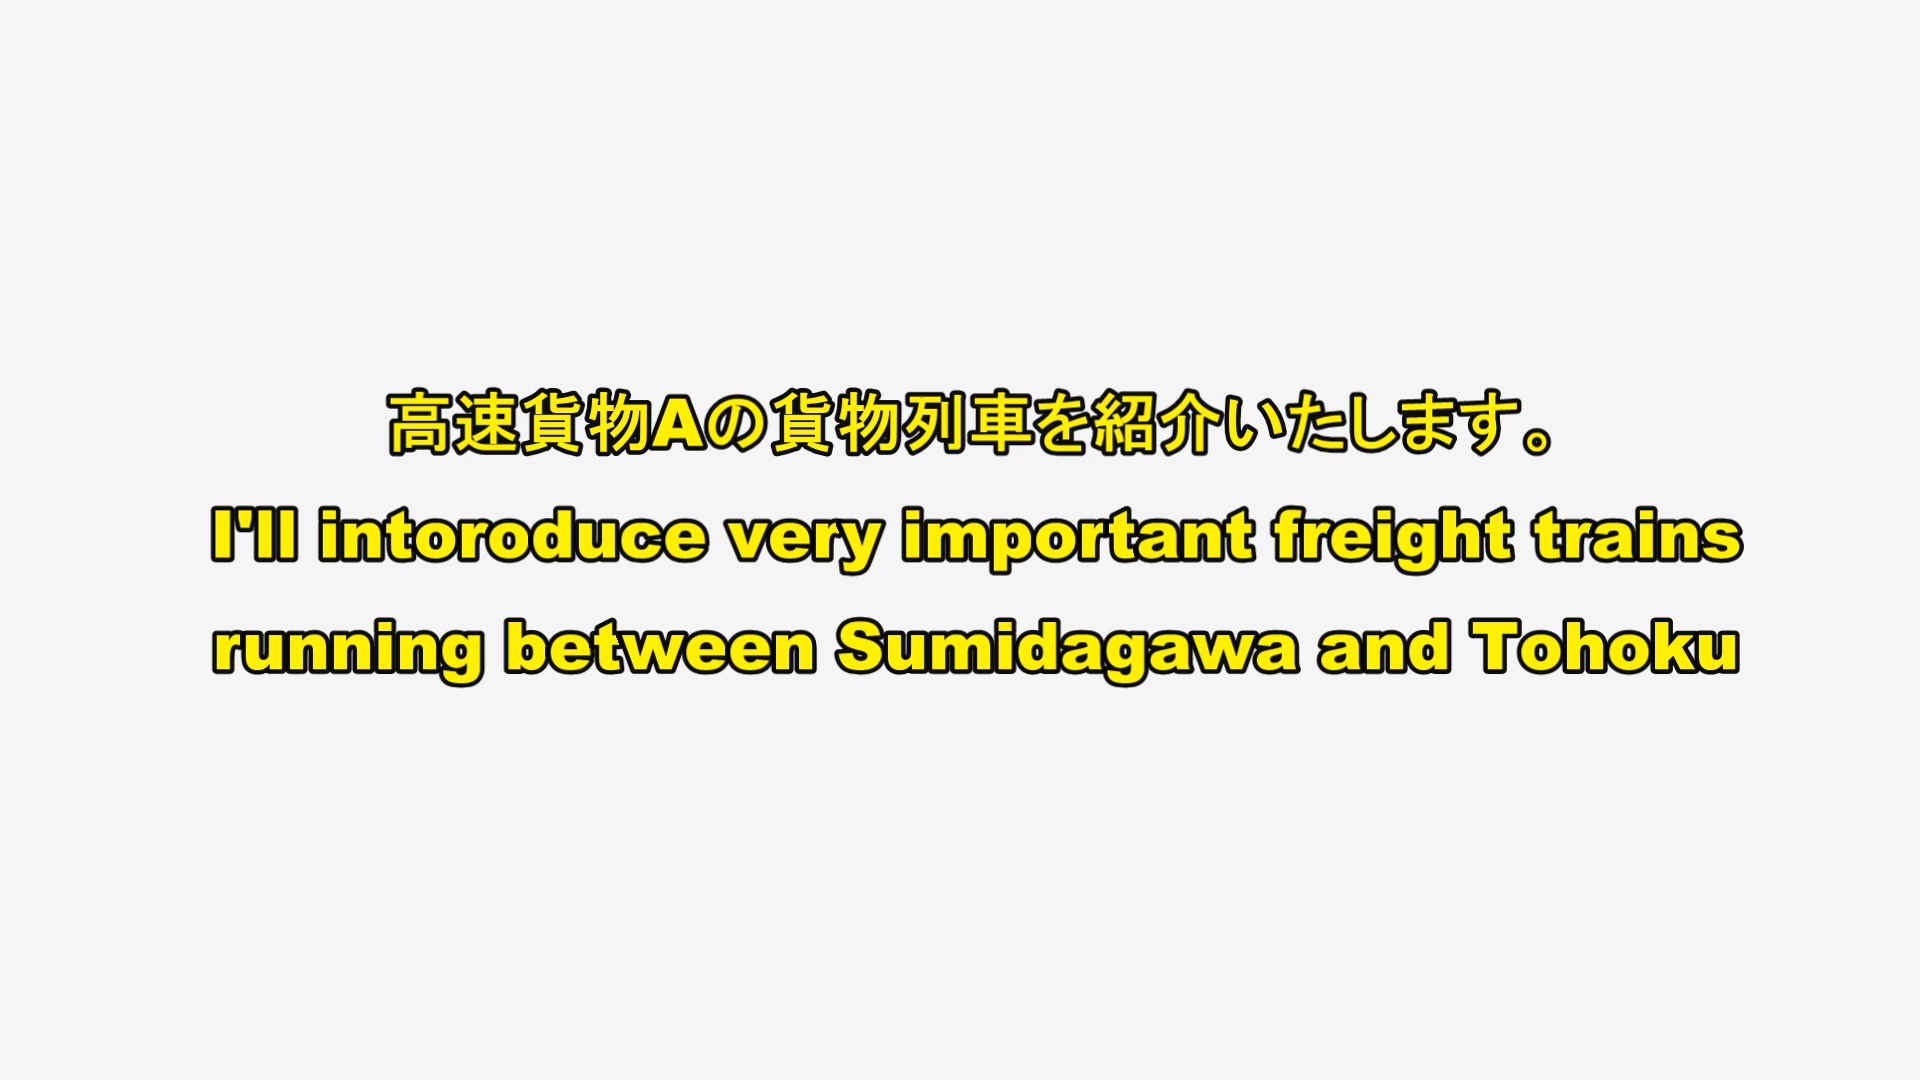 高速貨物Aの貨物列車を紹介いたします。
I'll intoroduce very important freight trains
running between Sumidagawa and Tohoku